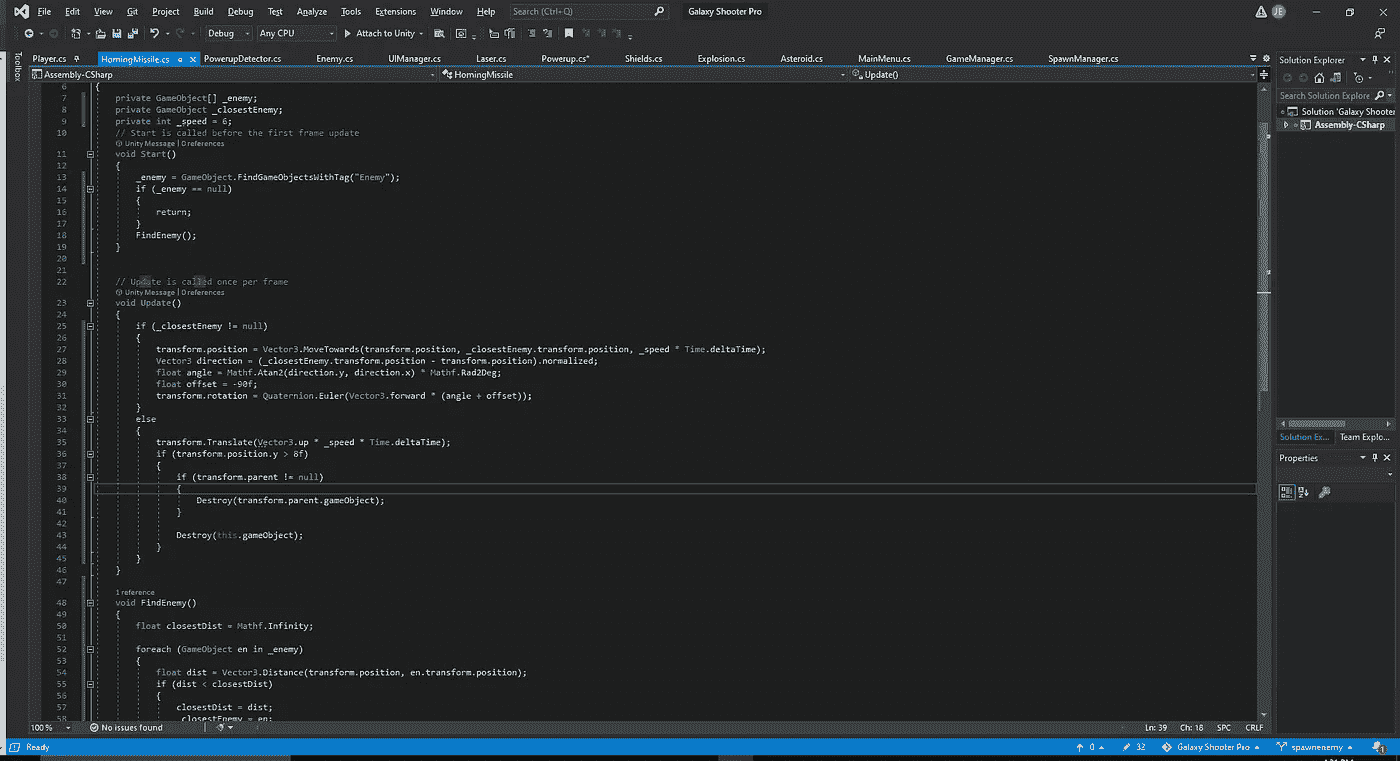 File Edit View Git Project Build Debug Test Analyze Tools Extensions Window Help Search (Ctrl+Q) Galaxy Shooter Pro JE
Debug Any CPU Attach to Unity
Toolbox
Player.cs HomingMissile.cs PowerupDetector.cs Enemy.cs UIManager.cs Laser.cs Powerup.cs* Shields.cs Explosion.cs Asteroid.cs MainMenu.cs GameManager.cs SpawnManager.cs
Assembly-CSharp HomingMissile Update()
6 {
7 private GameObject[] _enemy;
8 private GameObject _closestEnemy;
9 private int _speed = 6;
10 // Start is called before the first frame update
Unity Message | 0 references
11 void Start()
12 {
13 _enemy = GameObject.FindGameObjectsWithTag("Enemy");
14 if (_enemy == null)
15 {
16 return;
17 }
18 FindEnemy();
19 }
20
21
22 // Update is called once per frame
Unity Message | 0 references
23 void Update()
24 {
25 if (_closestEnemy != null)
26 {
27 transform.position = Vector3.MoveTowards(transform.position, _closestEnemy.transform.position, _speed * Time.deltaTime);
28 Vector3 direction = (_closestEnemy.transform.position - transform.position).normalized;
29 float angle = Mathf.Atan2(direction.y, direction.x) * Mathf.Rad2Deg;
30 float offset = -90f;
31 transform.rotation = Quaternion.Euler(Vector3.forward * (angle + offset));
32 }
33 else
34 {
35 transform.Translate(Vector3.up * _speed * Time.deltaTime);
36 if (transform.position.y > 8f)
37 {
38 if (transform.parent != null)
39 {
40 Destroy(transform.parent.gameObject);
41 }
42
43 Destroy(this.gameObject);
44 }
45 }
46 }
47
1 reference
48 void FindEnemy()
49 {
50 float closestDist = Mathf.Infinity;
51
52 foreach (GameObject en in _enemy)
53 {
54 float dist = Vector3.Distance(transform.position, en.transform.position);
55 if (dist < closestDist)
56 {
57 closestDist = dist;
58 _closestEnemy = en;
100% No issues found Ln: 39 Ch: 18 SPC CRLF
Solution Explorer
Search Solution Explore
Solution 'Galaxy Shooter
Assembly-CSharp
Solution Ex... Team Explo...
Properties
Ready 0 32 Galaxy Shooter Pro spawnenemy 1